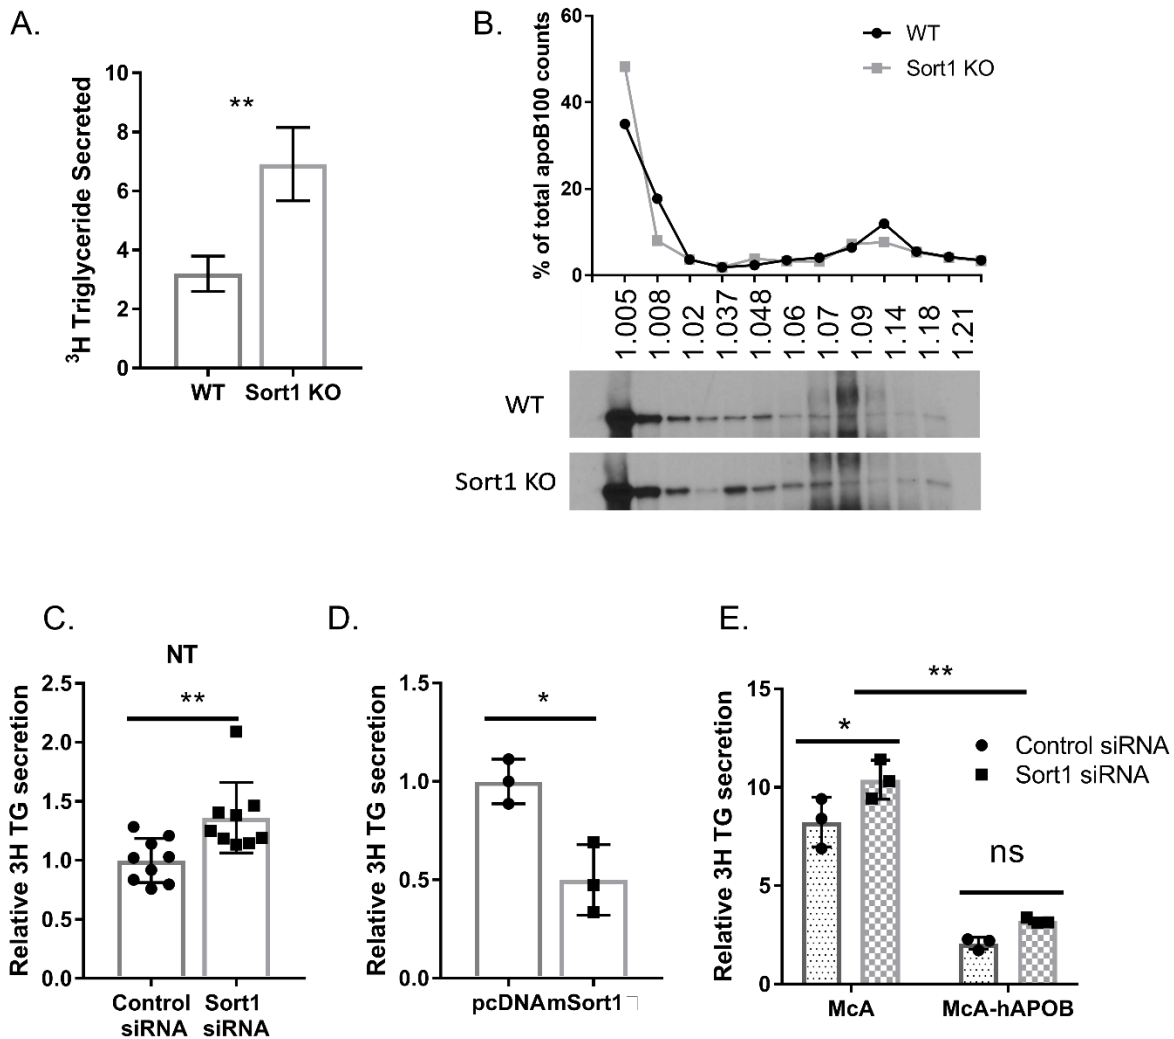 A.
³H Triglyceride Secreted
10
8
6
4
2
0
**
WT Sort1 KO
B.
% of total apoB100 counts
60
40
20
0
WT
Sort1 KO
1.005 1.008 1.02 1.037 1.048 1.06 1.07 1.09 1.14 1.18 1.21
WT
Sort1 KO
C.
NT
Relative 3H TG secretion
2.5
2.0
1.5
1.0
0.5
0.0
**
Control Sort1
siRNA siRNA
D.
Relative 3H TG secretion
1.5
1.0
0.5
0.0
*
pcDNAmSort1
E.
Relative 3H TG secretion
15
10
5
0
**
*
ns
Control siRNA
Sort1 siRNA
McA McA-hAPOB